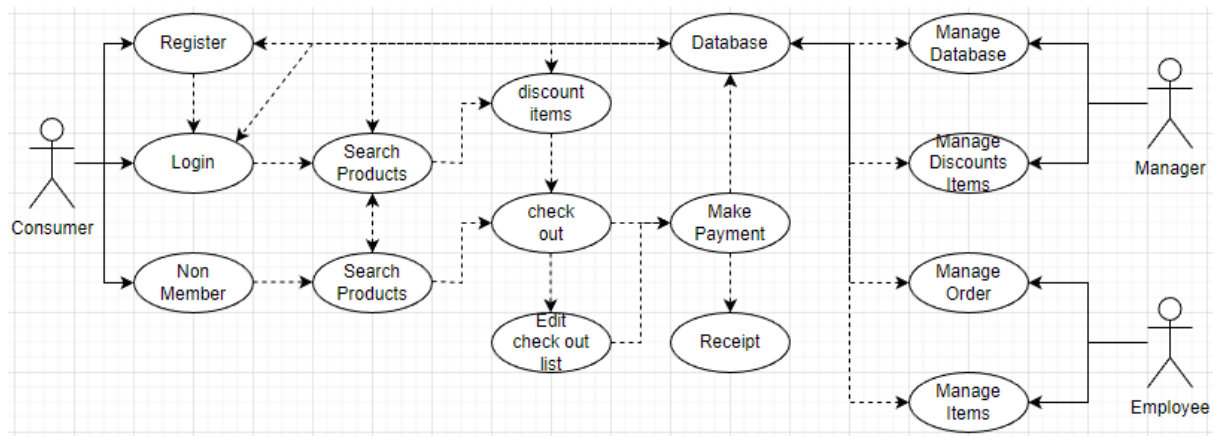 Register
Database
Manage
Database
discount
items
Login
Search
Products
Manage
Discounts
Items
Manager
Consumer
check
out
Make
Payment
Non
Member
Search
Products
Manage
Order
Edit
check out
list
Receipt
Manage
Items
Employee